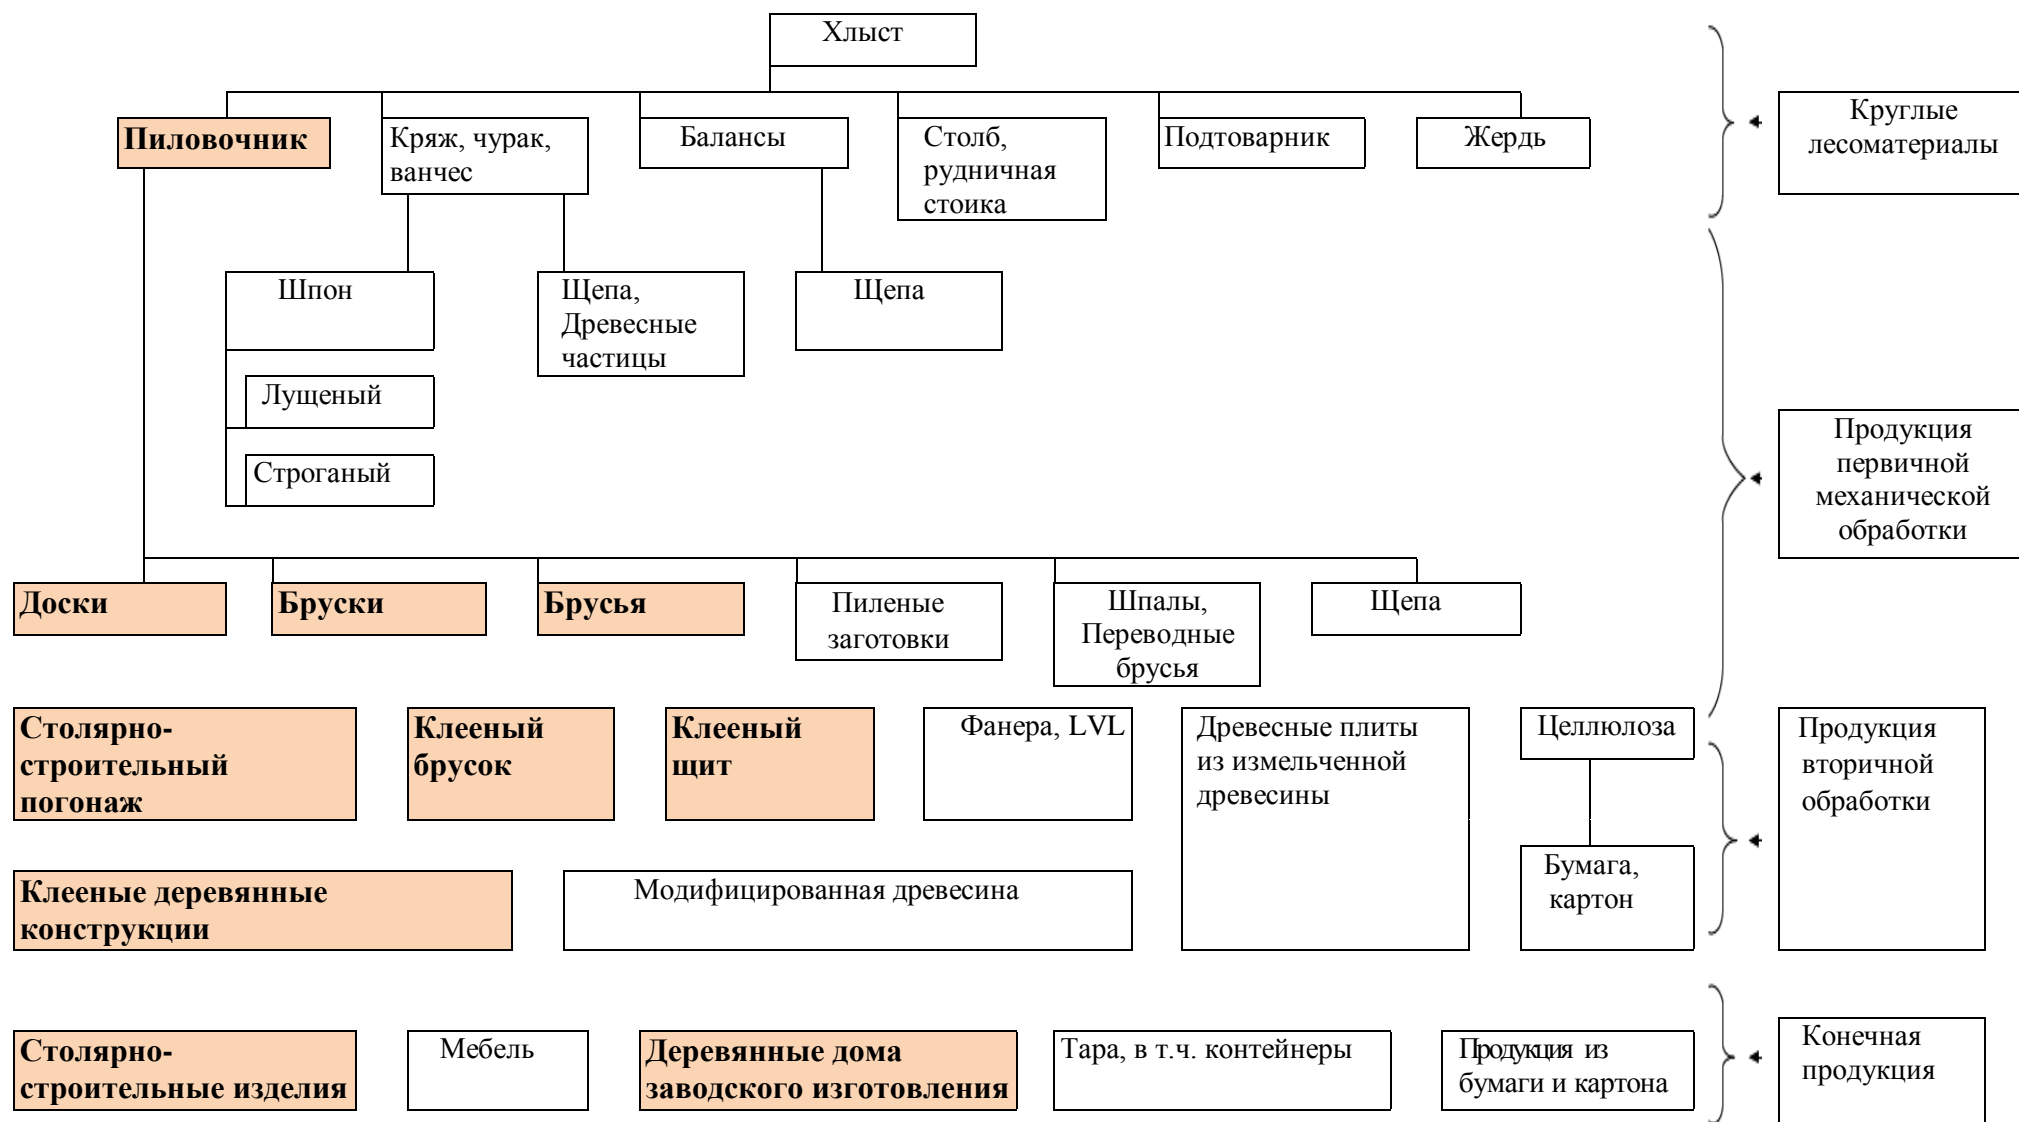 Хлыст
Пиловочник
Кряж, чурак,
ванчес
Балансы
Столб,
рудничная
стоика
Подтоварник
Жердь
Круглые
лесоматериалы
Шпон
Щепа,
Древесные
частицы
Щепа
Лущеный
Строганый
Продукция
первичной
механической
обработки
Доски
Бруски
Брусья
Пиленые
заготовки
Шпалы,
Переводные
брусья
Щепа
Столярно-
строительный
погонаж
Клееный
брусок
Клееный
щит
Фанера, LVL
Древесные плиты
из измельченной
древесины
Целлюлоза
Продукция
вторичной
обработки
Клееные деревянные
конструкции
Модифицированная древесина
Бумага,
картон
Столярно-
строительные изделия
Мебель
Деревянные дома
заводского изготовления
Тара, в т.ч. контейнеры
Продукция из
бумаги и картона
Конечная
продукция